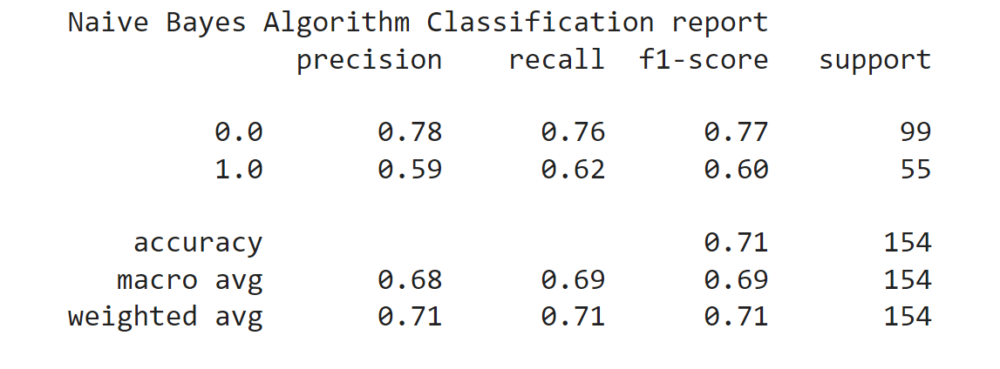 Naive Bayes Algorithm Classification report
precision recall f1-score support
0.0 0.78 0.76 0.77 99
1.0 0.59 0.62 0.60 55
accuracy 0.71 154
macro avg 0.68 0.69 0.69 154
weighted avg 0.71 0.71 0.71 154